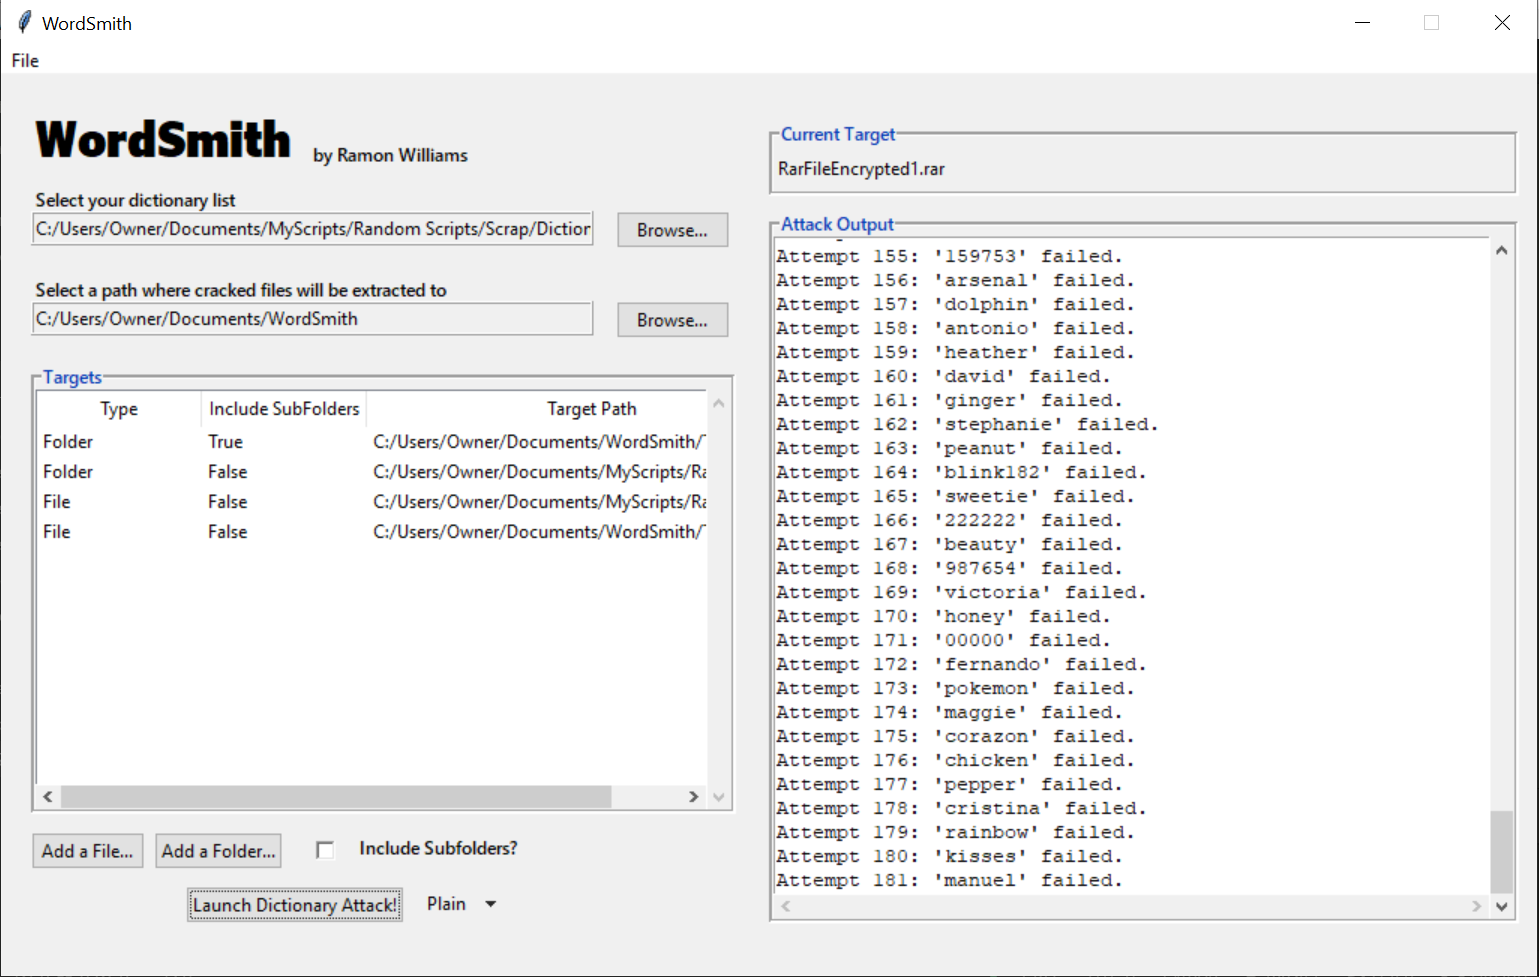 WordSmith
File
WordSmith by Ramon Williams
Select your dictionary list
C:/Users/Owner/Documents/MyScripts/Random Scripts/Scrap/Diction
Browse...
Select a path where cracked files will be extracted to
C:/Users/Owner/Documents/WordSmith
Browse...
Targets
Type Include SubFolders Target Path
Folder True C:/Users/Owner/Documents/WordSmith/
Folder False C:/Users/Owner/Documents/MyScripts/Ra
File False C:/Users/Owner/Documents/MyScripts/Ra
File False C:/Users/Owner/Documents/WordSmith/
Add a File... Add a Folder... Include Subfolders?
Launch Dictionary Attack! Plain
Current Target
RarFileEncrypted1.rar
Attack Output
Attempt 155: '159753' failed.
Attempt 156: 'arsenal' failed.
Attempt 157: 'dolphin' failed.
Attempt 158: 'antonio' failed.
Attempt 159: 'heather' failed.
Attempt 160: 'david' failed.
Attempt 161: 'ginger' failed.
Attempt 162: 'stephanie' failed.
Attempt 163: 'peanut' failed.
Attempt 164: 'blink182' failed.
Attempt 165: 'sweetie' failed.
Attempt 166: '222222' failed.
Attempt 167: 'beauty' failed.
Attempt 168: '987654' failed.
Attempt 169: 'victoria' failed.
Attempt 170: 'honey' failed.
Attempt 171: '00000' failed.
Attempt 172: 'fernando' failed.
Attempt 173: 'pokemon' failed.
Attempt 174: 'maggie' failed.
Attempt 175: 'corazon' failed.
Attempt 176: 'chicken' failed.
Attempt 177: 'pepper' failed.
Attempt 178: 'cristina' failed.
Attempt 179: 'rainbow' failed.
Attempt 180: 'kisses' failed.
Attempt 181: 'manuel' failed.